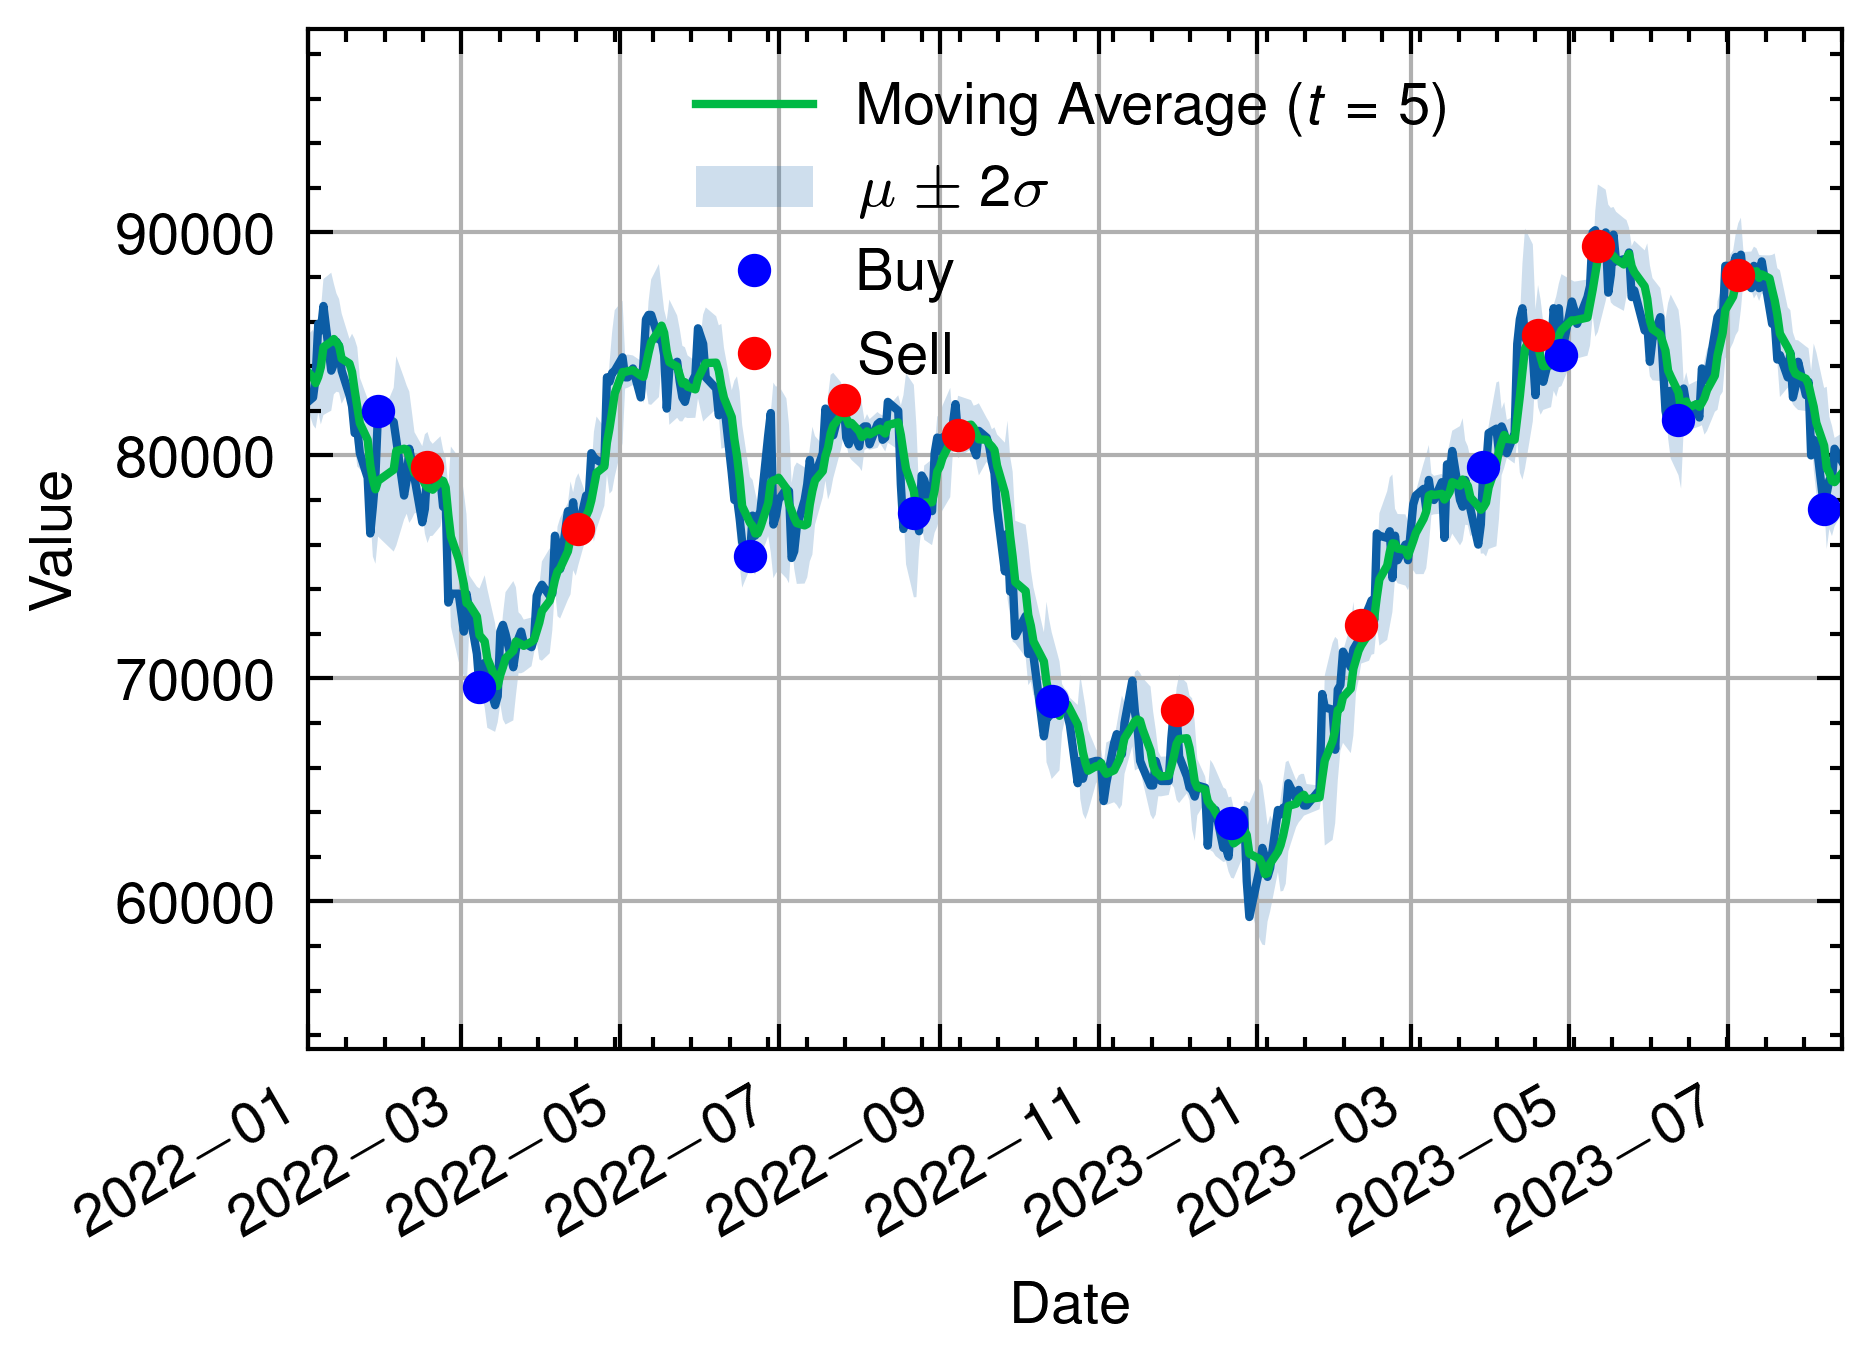 Moving Average (t = 5)
μ ± 2σ
Buy
Sell
90000
80000
70000
60000
Value
2022–01
2022–03
2022–05
2022–07
2022–09
2022–11
2023–01
2023–03
2023–05
2023–07
Date